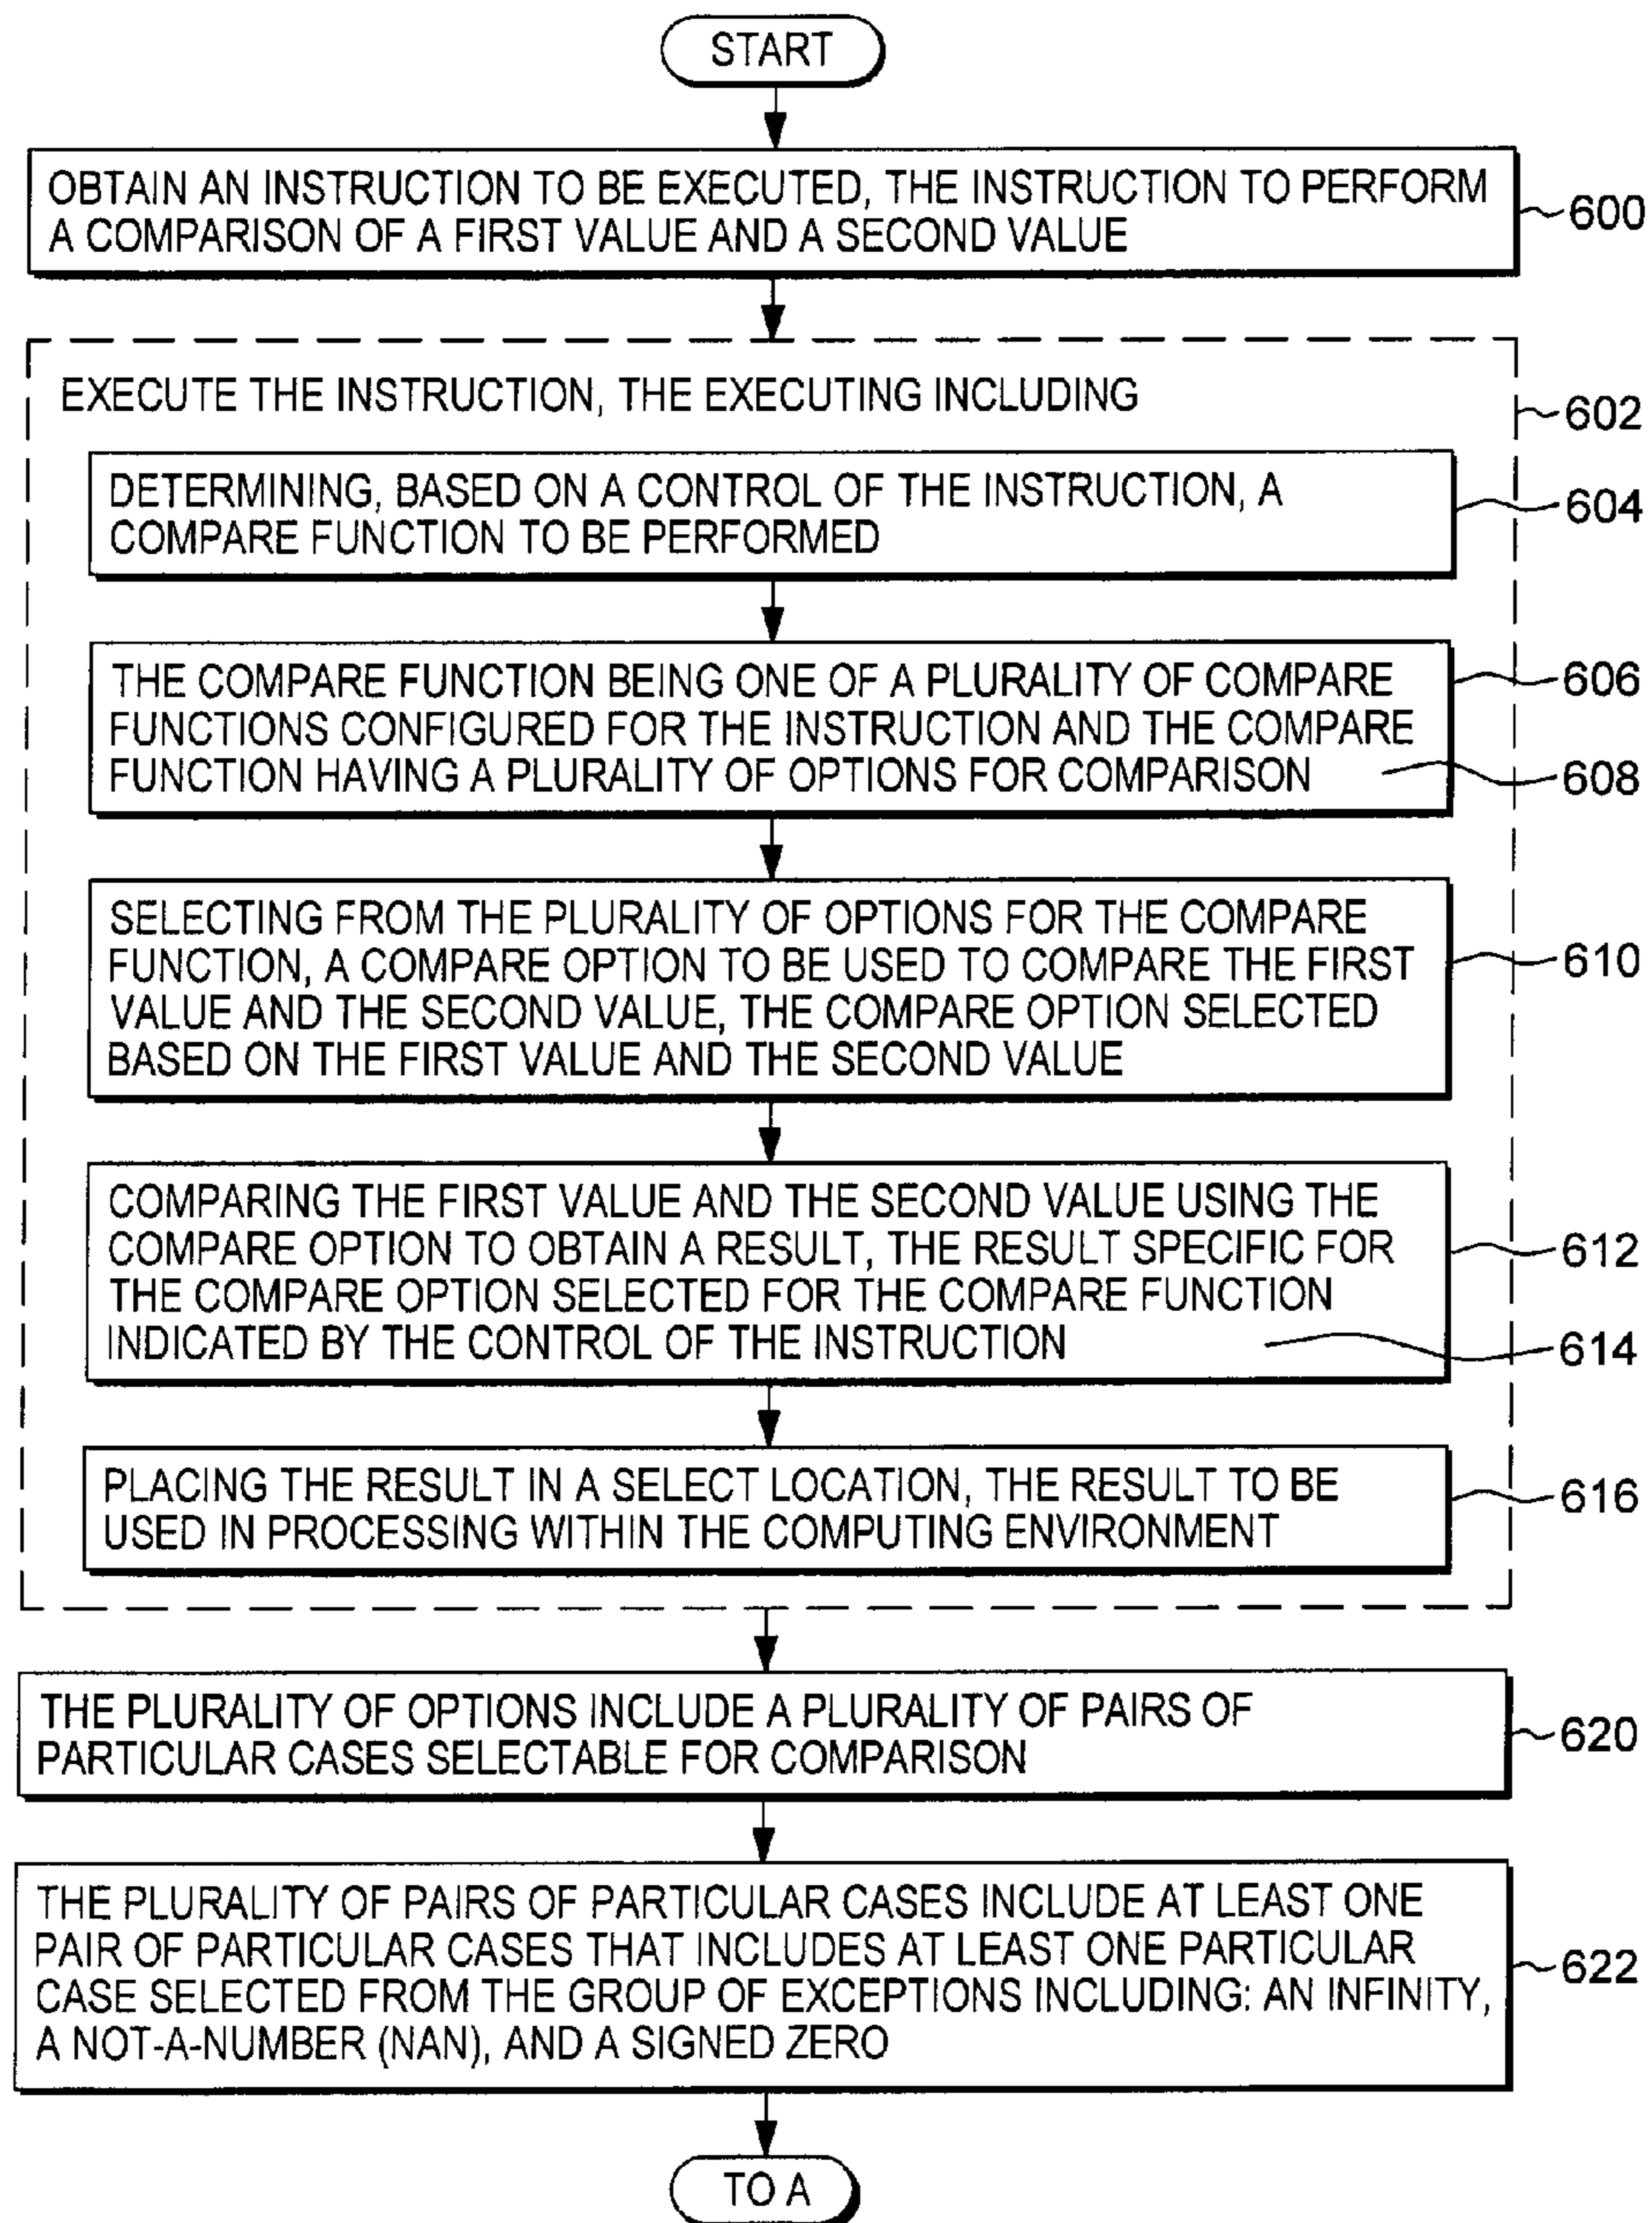 START
OBTAIN AN INSTRUCTION TO BE EXECUTED, THE INSTRUCTION TO PERFORM
A COMPARISON OF A FIRST VALUE AND A SECOND VALUE
600
EXECUTE THE INSTRUCTION, THE EXECUTING INCLUDING
602
DETERMINING, BASED ON A CONTROL OF THE INSTRUCTION, A
COMPARE FUNCTION TO BE PERFORMED
604
THE COMPARE FUNCTION BEING ONE OF A PLURALITY OF COMPARE
FUNCTIONS CONFIGURED FOR THE INSTRUCTION AND THE COMPARE
FUNCTION HAVING A PLURALITY OF OPTIONS FOR COMPARISON
606
608
SELECTING FROM THE PLURALITY OF OPTIONS FOR THE COMPARE
FUNCTION, A COMPARE OPTION TO BE USED TO COMPARE THE FIRST
VALUE AND THE SECOND VALUE, THE COMPARE OPTION SELECTED
BASED ON THE FIRST VALUE AND THE SECOND VALUE
610
COMPARING THE FIRST VALUE AND THE SECOND VALUE USING THE
COMPARE OPTION TO OBTAIN A RESULT, THE RESULT SPECIFIC FOR
THE COMPARE OPTION SELECTED FOR THE COMPARE FUNCTION
INDICATED BY THE CONTROL OF THE INSTRUCTION
612
614
PLACING THE RESULT IN A SELECT LOCATION, THE RESULT TO BE
USED IN PROCESSING WITHIN THE COMPUTING ENVIRONMENT
616
THE PLURALITY OF OPTIONS INCLUDE A PLURALITY OF PAIRS OF
PARTICULAR CASES SELECTABLE FOR COMPARISON
620
THE PLURALITY OF PAIRS OF PARTICULAR CASES INCLUDE AT LEAST ONE
PAIR OF PARTICULAR CASES THAT INCLUDES AT LEAST ONE PARTICULAR
CASE SELECTED FROM THE GROUP OF EXCEPTIONS INCLUDING: AN INFINITY,
A NOT-A-NUMBER (NAN), AND A SIGNED ZERO
622
TO A